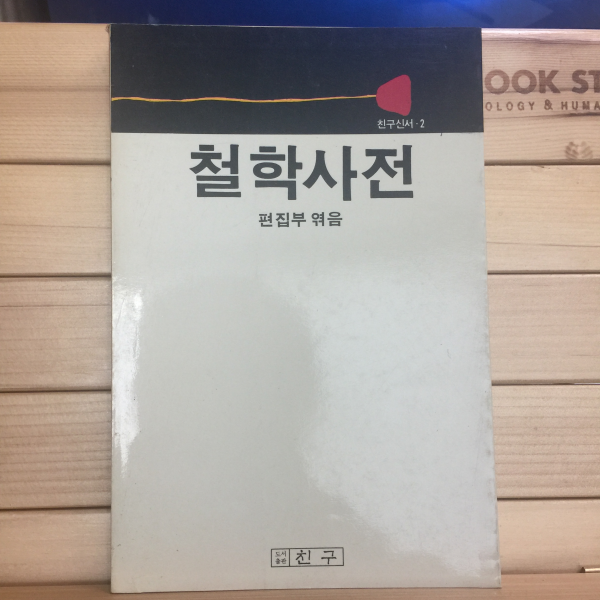 OOK ST
OLOGY & HUMA
친구신서·2
철학사전
편집부 엮음
도서
출판 친구